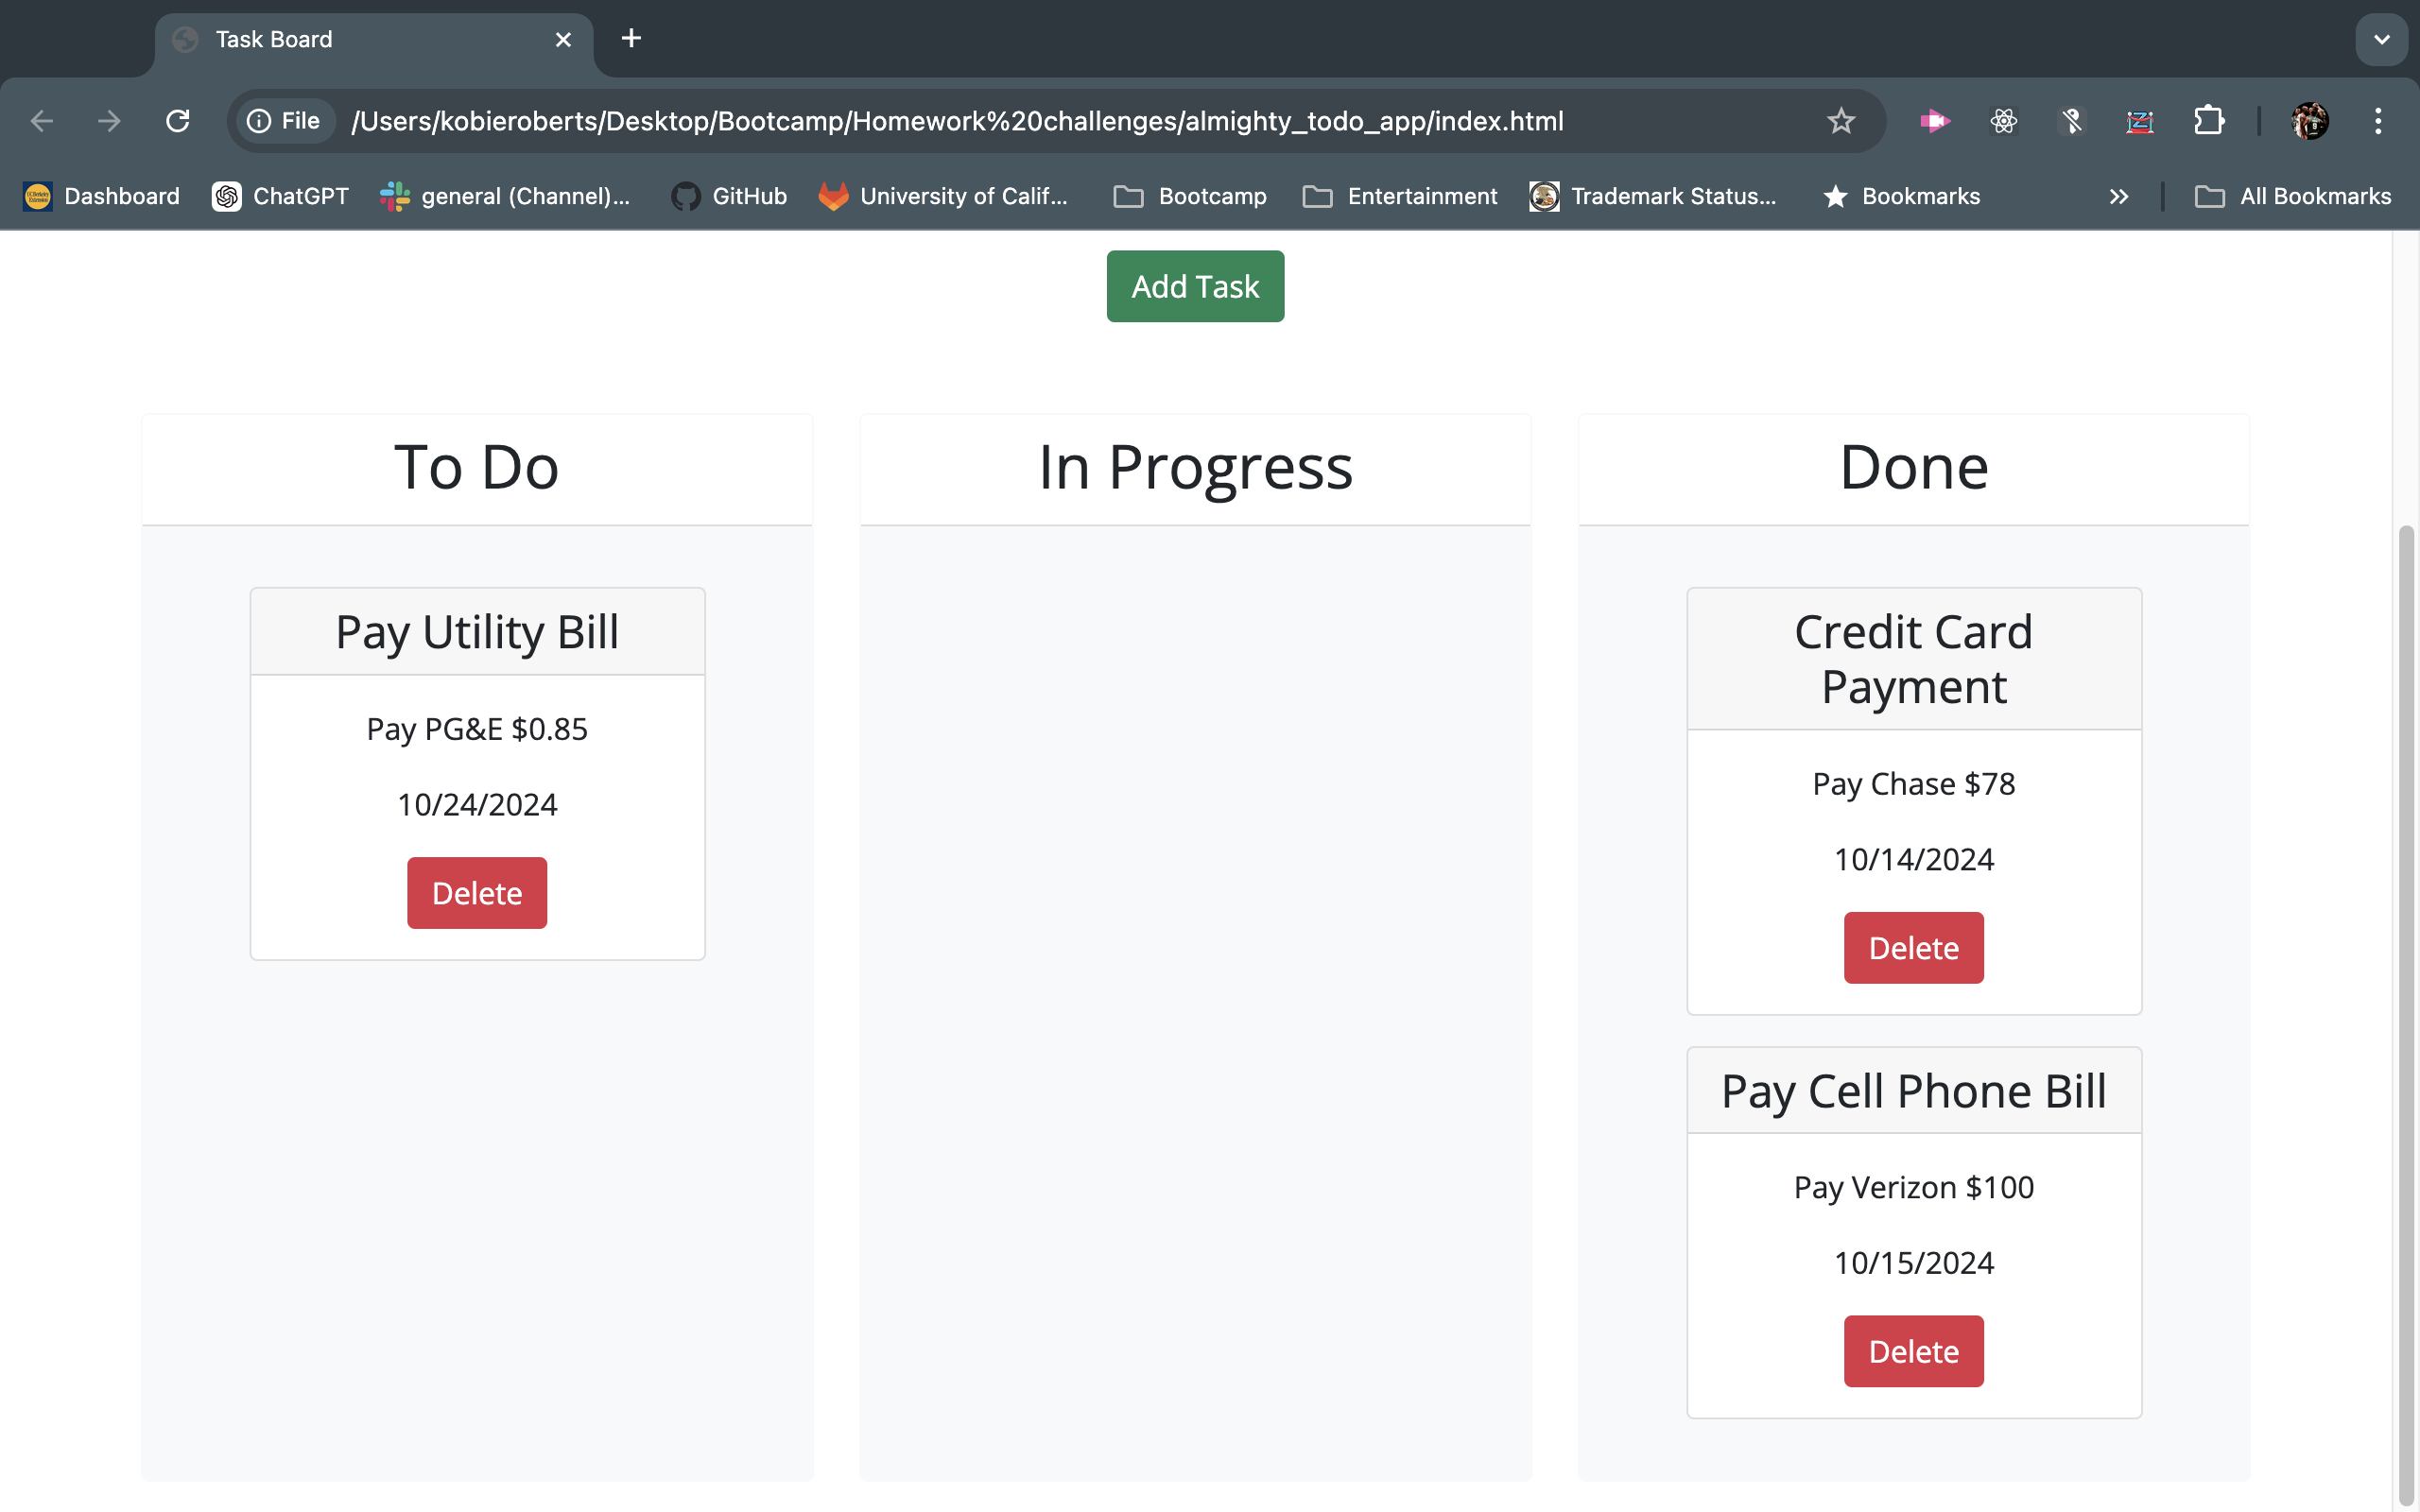 Task Board
File
/Users/kobieroberts/Desktop/Bootcamp/Homework%20challenges/almighty_todo_app/index.html
Dashboard
ChatGPT
general (Channel)...
GitHub
University of Calif...
Bootcamp
Entertainment
Trademark Status...
Bookmarks
All Bookmarks
Add Task
To Do
Pay Utility Bill
Pay PG&E $0.85
10/24/2024
Delete
In Progress
Done
Credit Card
Payment
Pay Chase $78
10/14/2024
Delete
Pay Cell Phone Bill
Pay Verizon $100
10/15/2024
Delete